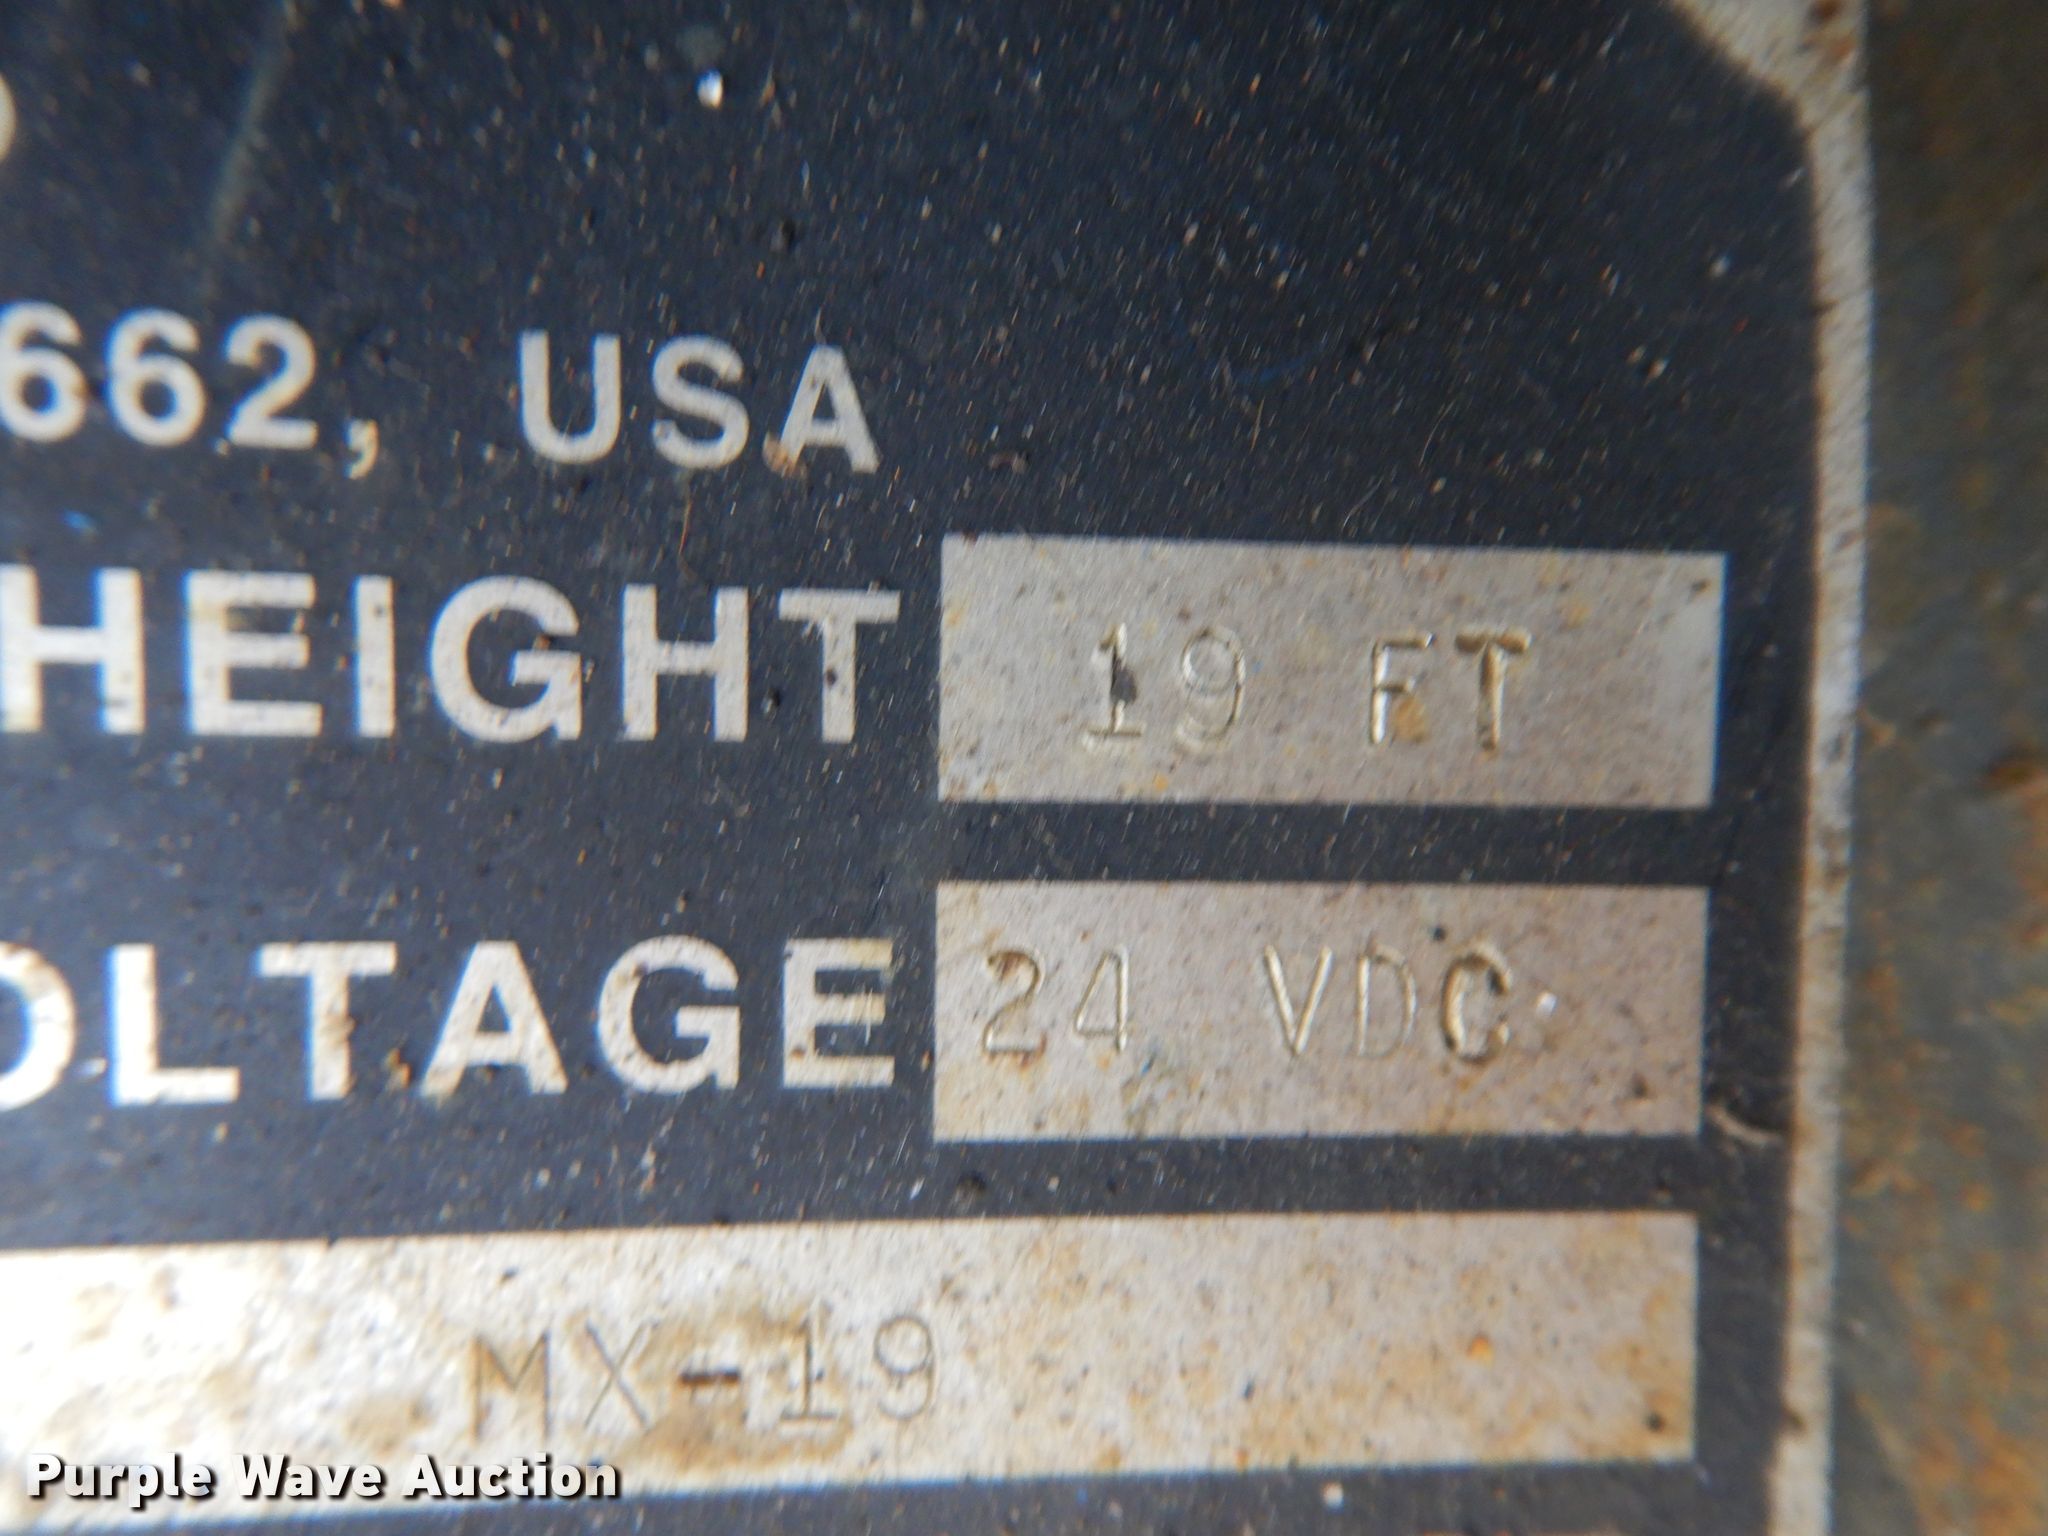 662, USA
HEIGHT 19 FT
OLTAGE 24 VDC
MX-19
Purple Wave Auction